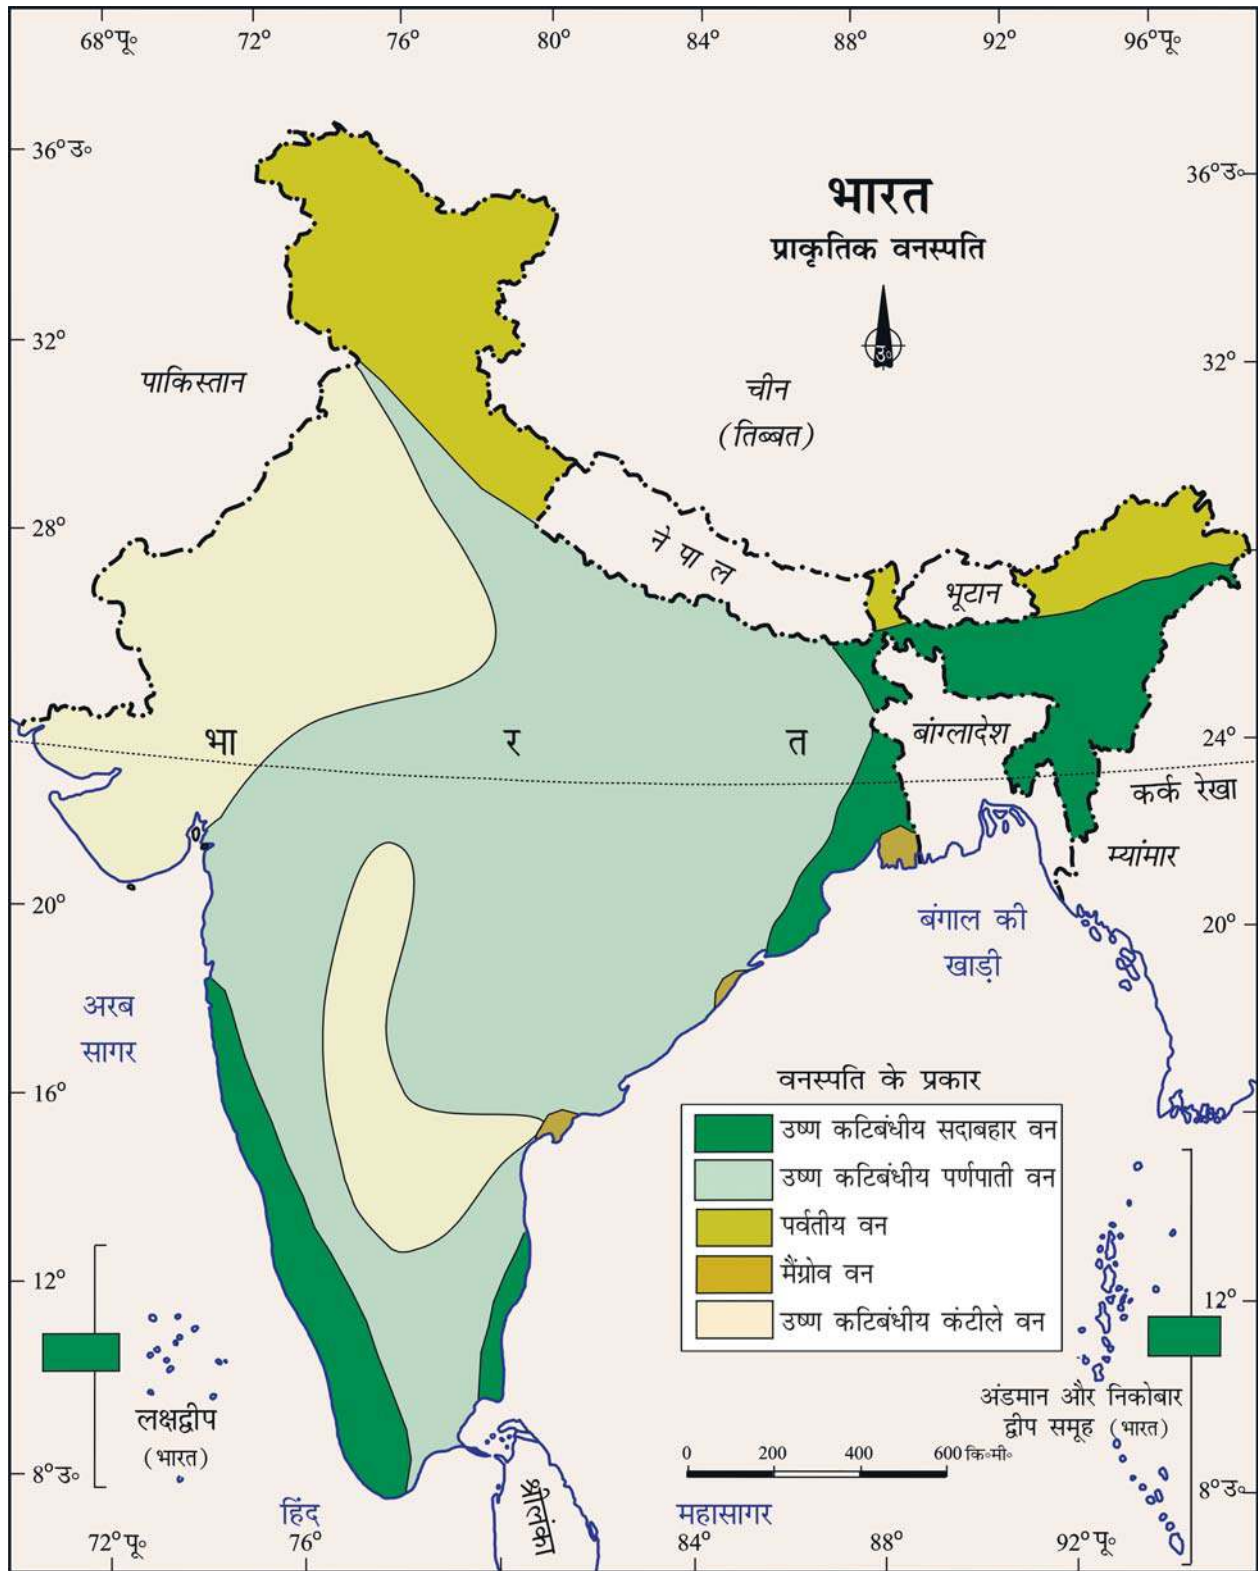 68°पू॰ 72° 76° 80° 84° 88° 92° 96°पू॰
36°उ॰ 36°उ॰
भारत
प्राकृतिक वनस्पति
उ॰
32° 32°
पाकिस्तान
चीन
(तिब्बत)
28°
नेपाल
भूटान
भारत
बांग्लादेश
24°
कर्क रेखा
म्यांमार
20° 20°
बंगाल की
खाड़ी
अरब
सागर
16°
वनस्पति के प्रकार
उष्ण कटिबंधीय सदाबहार वन
उष्ण कटिबंधीय पर्णपाती वन
पर्वतीय वन
मैंग्रोव वन
उष्ण कटिबंधीय कंटीले वन
12° 12°
लक्षद्वीप
(भारत)
अंडमान और निकोबार
द्वीप समूह (भारत)
0 200 400 600 कि॰मी॰
8°उ॰ 8°उ॰
हिंद
श्रीलंका
महासागर
72°पू॰ 76° 84° 88° 92°पू॰